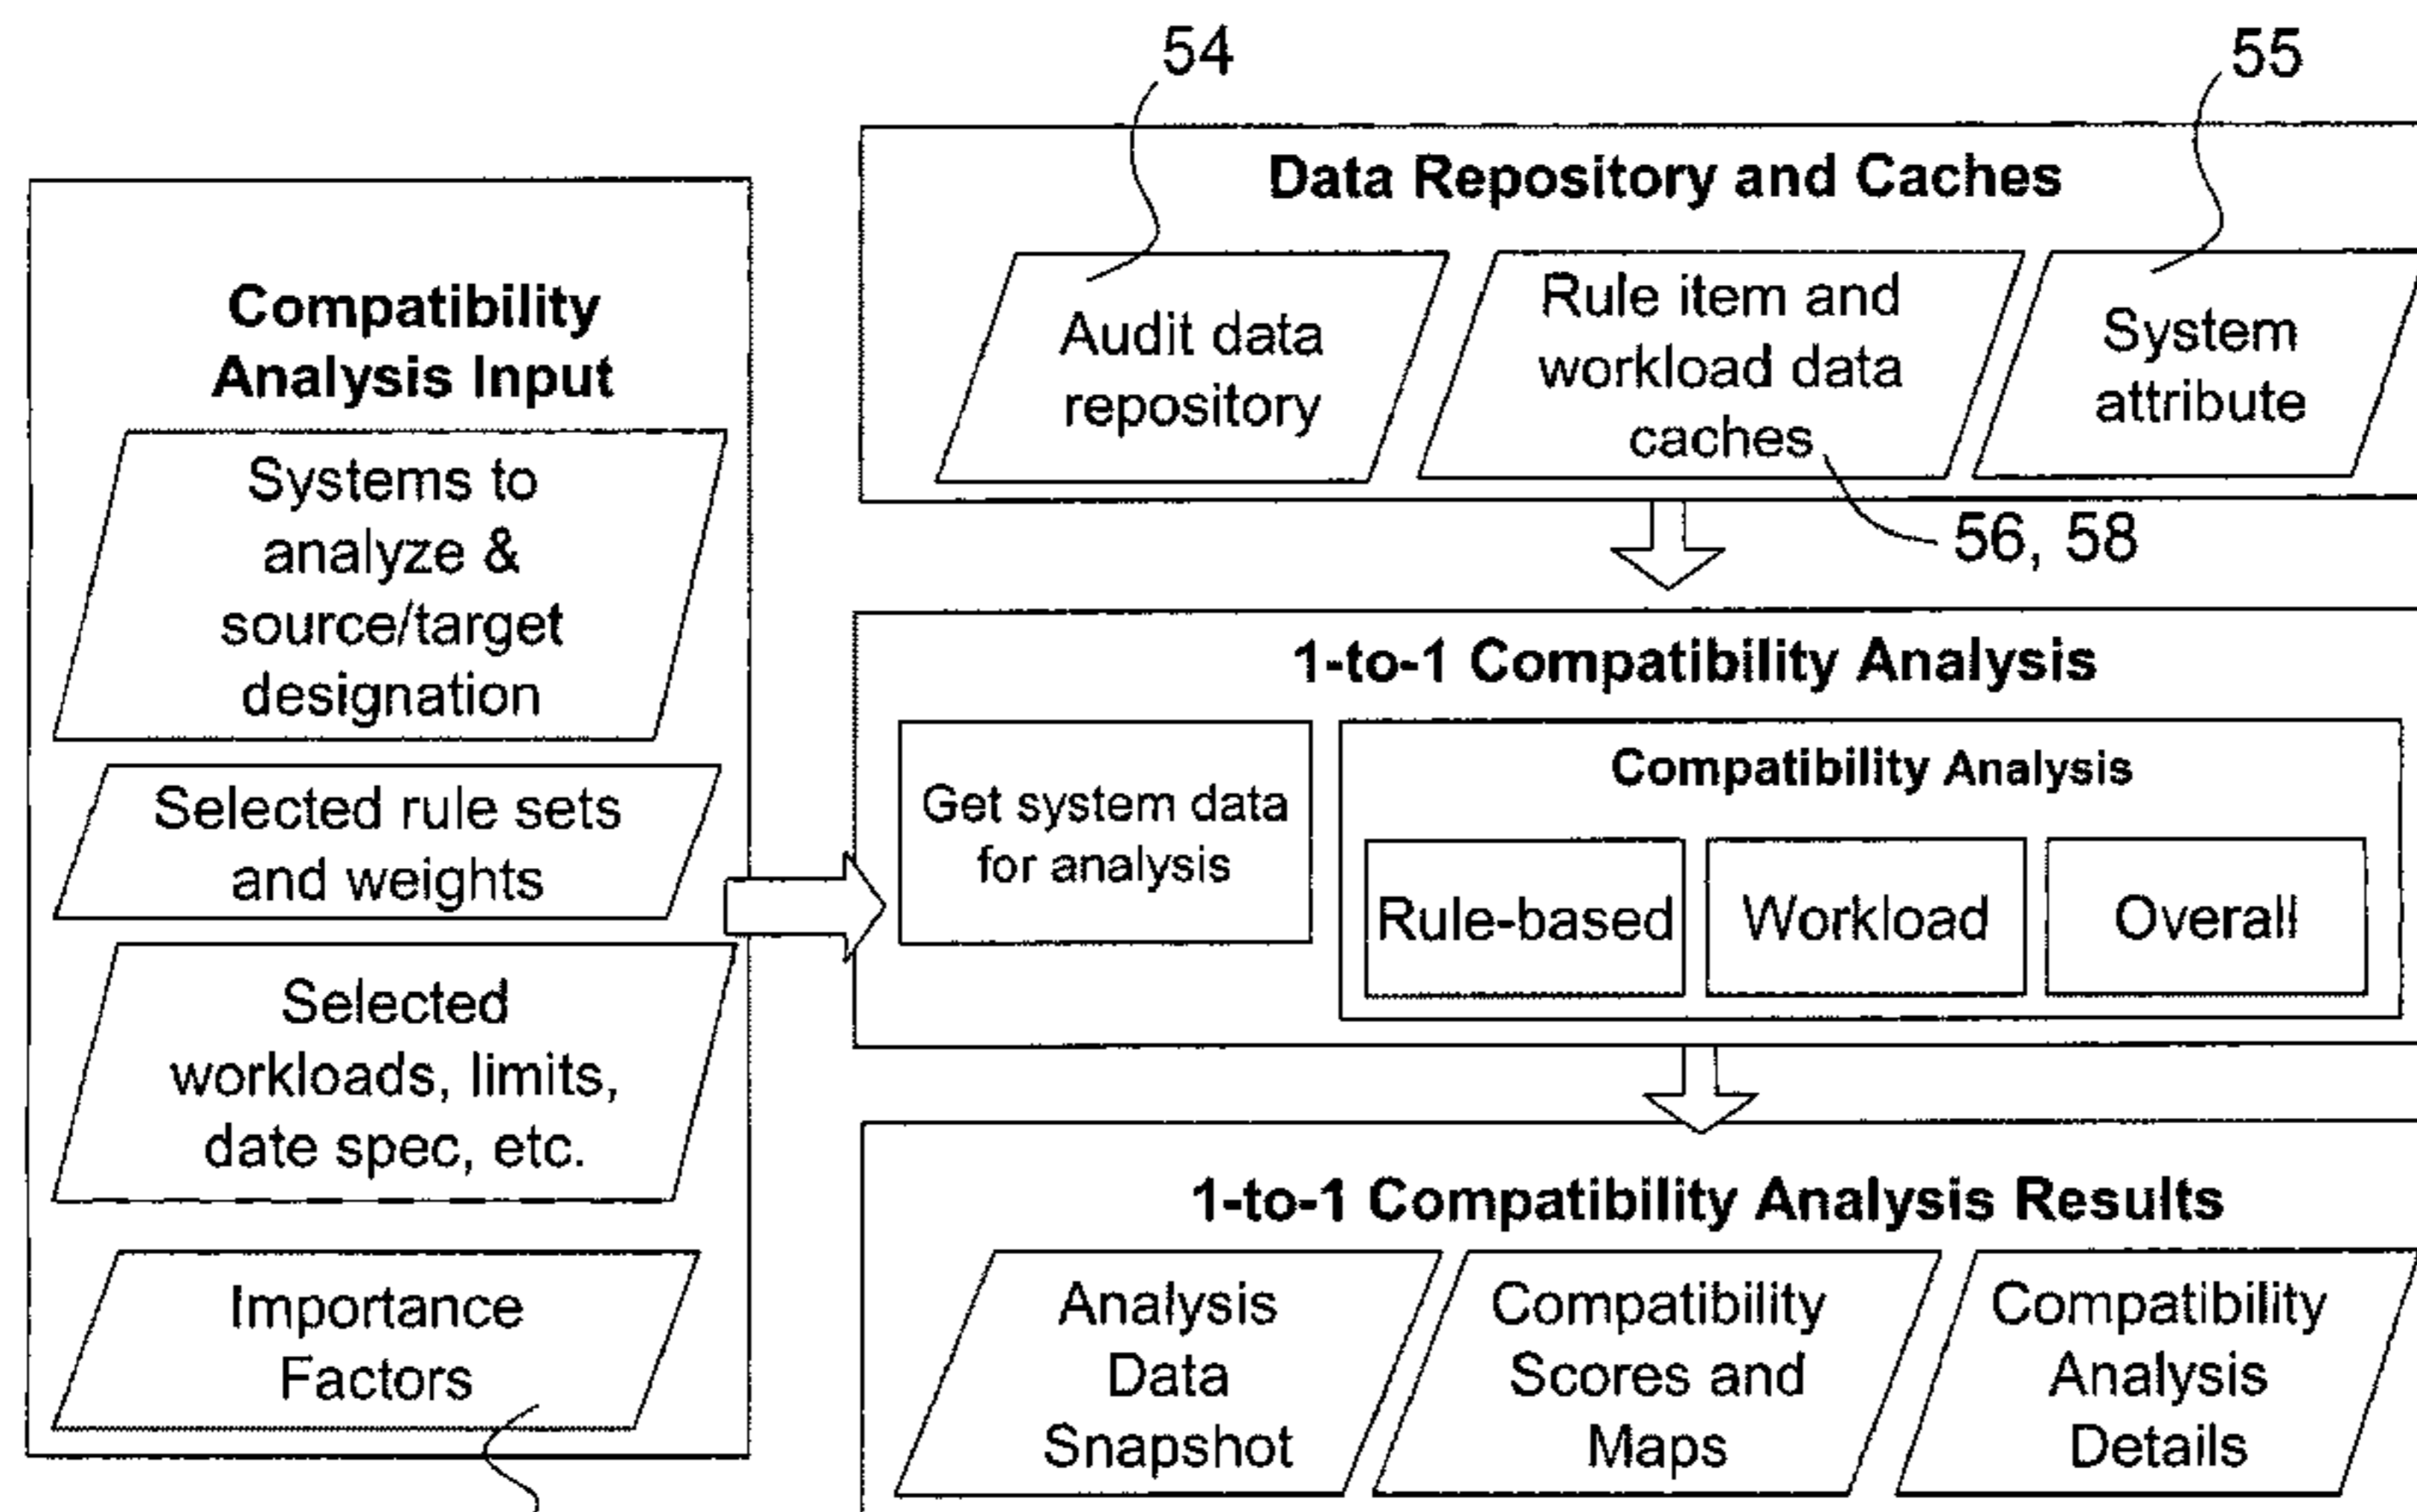 54
55
Data Repository and Caches
Audit data
repository
Rule item and
workload data
caches
System
attribute
56, 58
Compatibility
Analysis Input
Systems to
analyze &
source/target
designation
Selected rule sets
and weights
Selected
workloads, limits,
date spec, etc.
Importance
Factors
1-to-1 Compatibility Analysis
Get system data
for analysis
Compatibility Analysis
Rule-based
Workload
Overall
1-to-1 Compatibility Analysis Results
Analysis
Data
Snapshot
Compatibility
Scores and
Maps
Compatibility
Analysis
Details